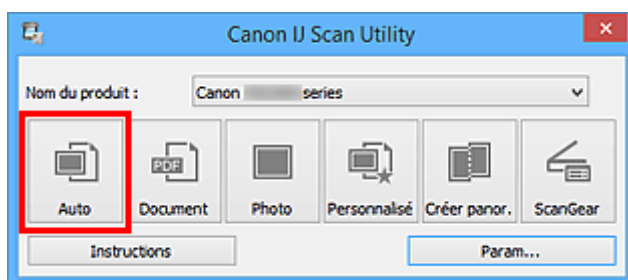 Canon IJ Scan Utility
Nom du produit : Canon series
PDF
Auto Document Photo Personnalisé Créer panor. ScanGear
Instructions Param...